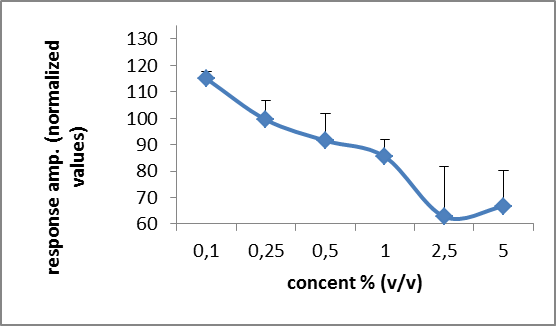 response amp. (normalized
values)
130
120
110
100
90
80
70
60
0,1 0,25 0,5 1 2,5 5
concent % (v/v)